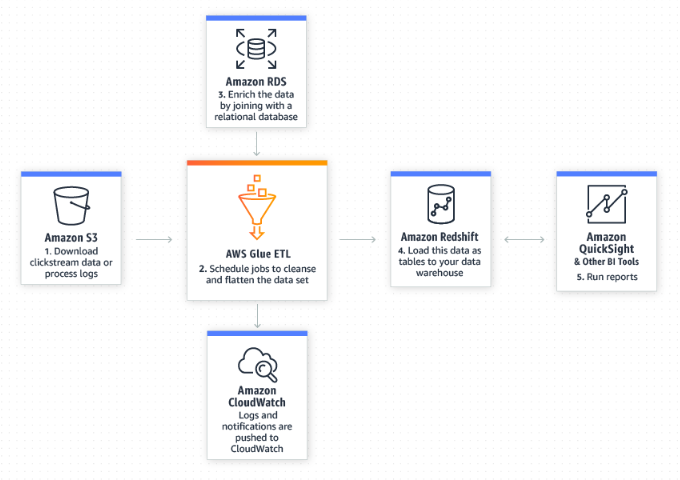 Amazon RDS
3. Enrich the data
by joining with a
relational database
Amazon S3
1. Download
clickstream data or
process logs
AWS Glue ETL
2. Schedule jobs to cleanse
and flatten the data set
Amazon Redshift
4. Load this data as
tables to your data
warehouse
Amazon
QuickSight
& Other BI Tools
5. Run reports
Amazon
CloudWatch
Logs and
notifications are
pushed to
CloudWatch